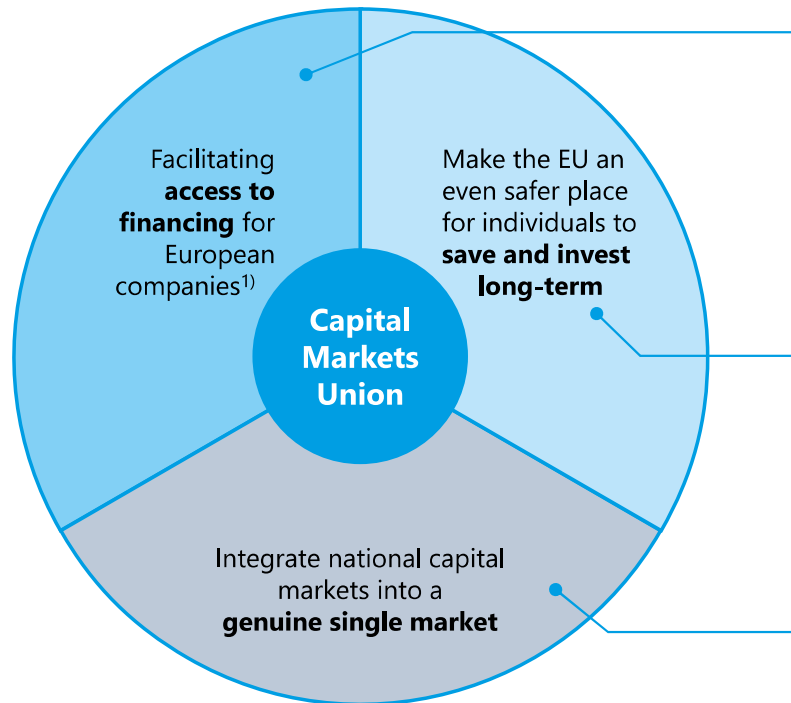 Facilitating
access to
financing for
European
companies¹⁾
Make the EU an
even safer place
for individuals to
save and invest
long-term
Capital
Markets
Union
Integrate national capital
markets into a
genuine single market